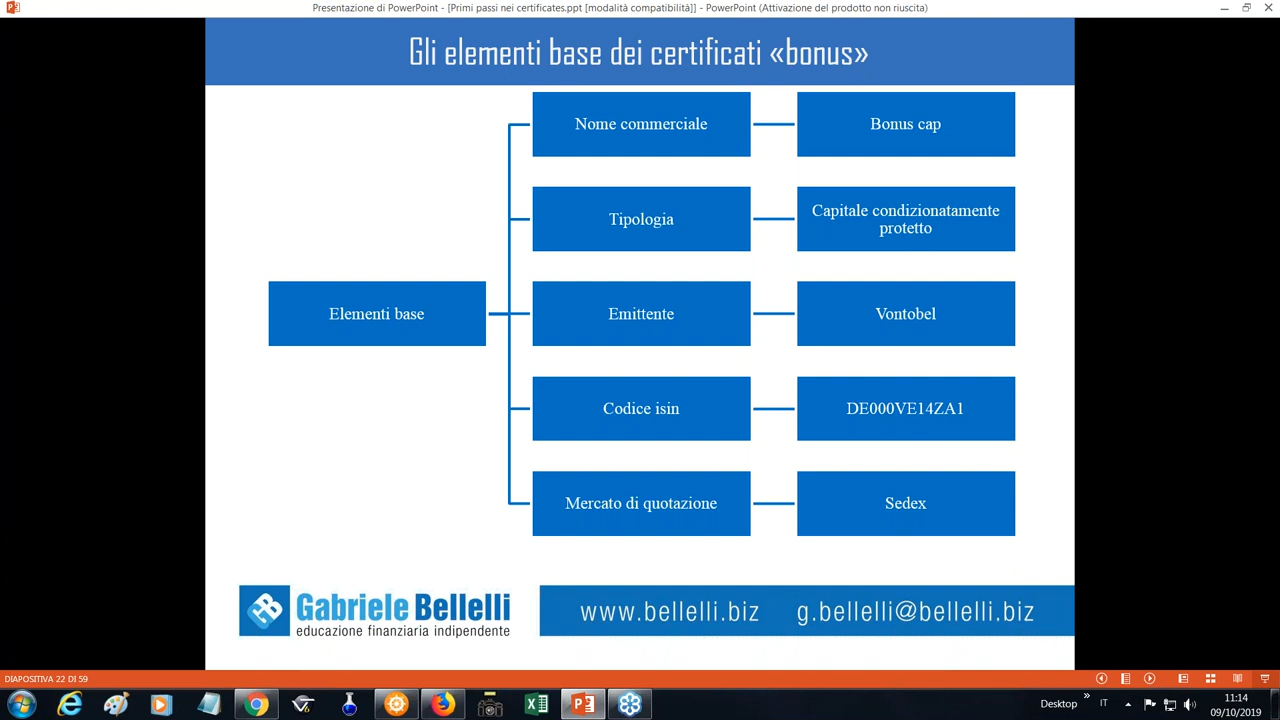 Presentazione di PowerPoint - [Primi passi nei certificates.ppt [modalità compatibilità]] - PowerPoint (Attivazione del prodotto non riuscita)
Gli elementi base dei certificati «bonus»
Elementi base
Nome commerciale
Bonus cap
Tipologia
Capitale condizionatamente
protetto
Emittente
Vontobel
Codice isin
DE000VE14ZA1
Mercato di quotazione
Sedex
Gabriele Bellelli
educazione finanziaria indipendente
www.bellelli.biz g.bellelli@bellelli.biz
DIAPOSITIVA 22 DI 59
Desktop
IT
11:14
09/10/2019